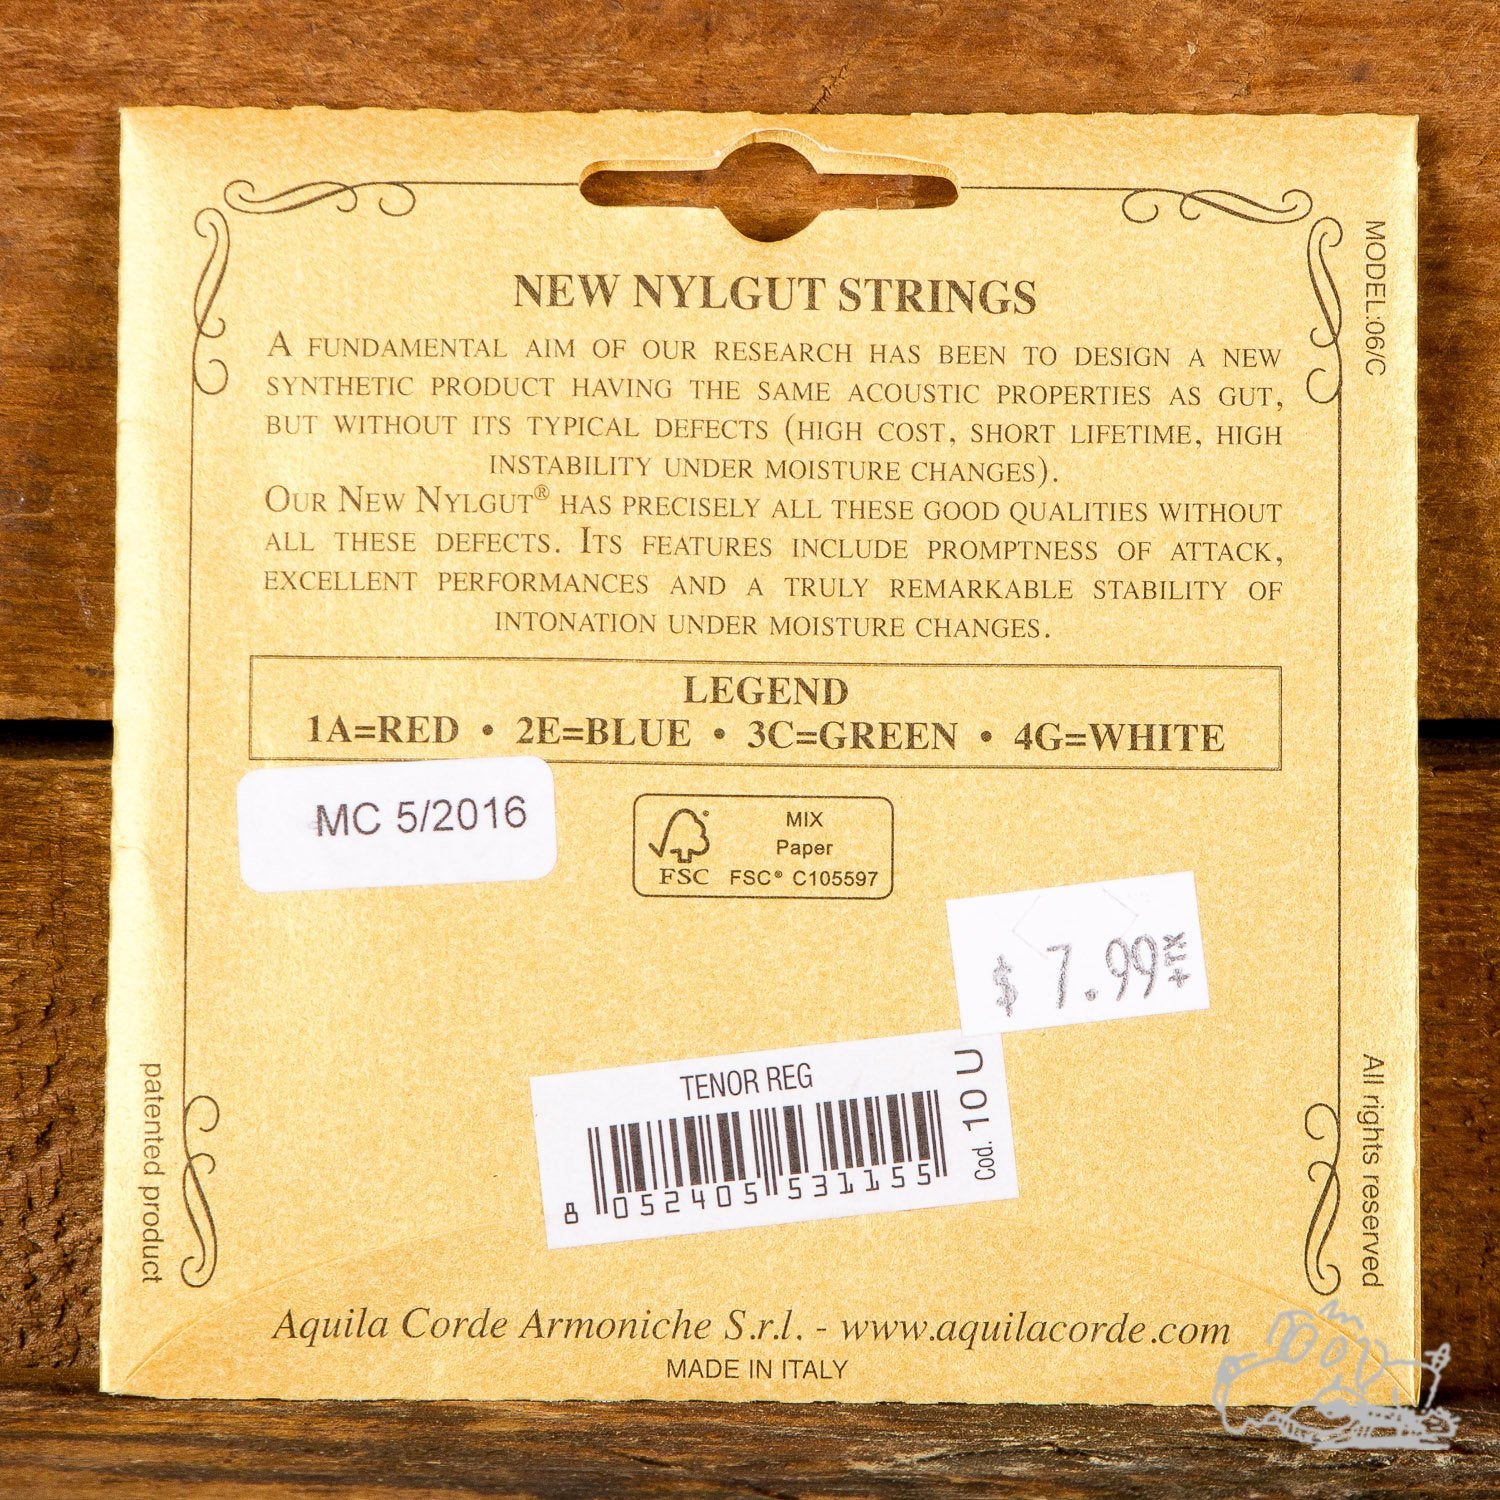 NEW NYLGUT STRINGS
A FUNDAMENTAL AIM OF OUR RESEARCH HAS BEEN TO DESIGN A NEW
SYNTHETIC PRODUCT HAVING THE SAME ACOUSTIC PROPERTIES AS GUT,
BUT WITHOUT ITS TYPICAL DEFECTS (HIGH COST, SHORT LIFETIME, HIGH
INSTABILITY UNDER MOISTURE CHANGES).
OUR NEW NYLGUT® HAS PRECISELY ALL THESE GOOD QUALITIES WITHOUT
ALL THESE DEFECTS. ITS FEATURES INCLUDE PROMPTNESS OF ATTACK,
EXCELLENT PERFORMANCES AND A TRULY REMARKABLE STABILITY OF
INTONATION UNDER MOISTURE CHANGES.
LEGEND
1A=RED • 2E=BLUE • 3C=GREEN • 4G=WHITE
MC 5/2016
MIX
Paper
FSC FSC® C105597
$ 7.99 +TX
TENOR REG
8 052405 531155
Cod. 10 U
Aquila Corde Armoniche S.r.l. - www.aquilacorde.com
MADE IN ITALY
MODEL:06/C
All rights reserved
patented product